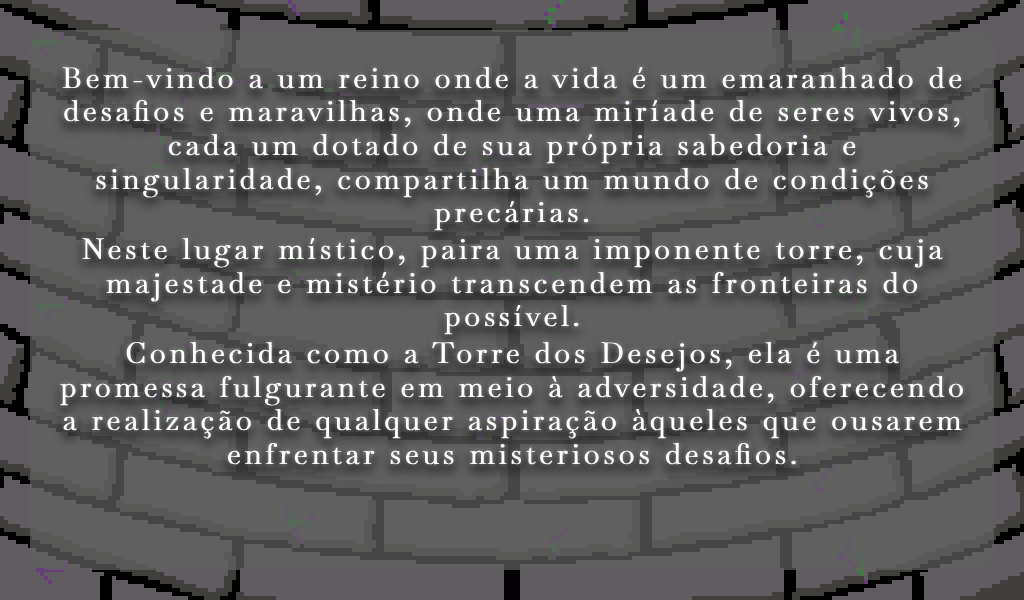 Bem-vindo a um reino onde a vida é um emaranhado de
desafios e maravilhas, onde uma miríade de seres vivos,
cada um dotado de sua própria sabedoria e
singularidade, compartilha um mundo de condições
precárias.
Neste lugar místico, paira uma imponente torre, cuja
majestade e mistério transcendem as fronteiras do
possível.
Conhecida como a Torre dos Desejos, ela é uma
promessa fulgurante em meio à adversidade, oferecendo
a realização de qualquer aspiração àqueles que ousarem
enfrentar seus misteriosos desafios.